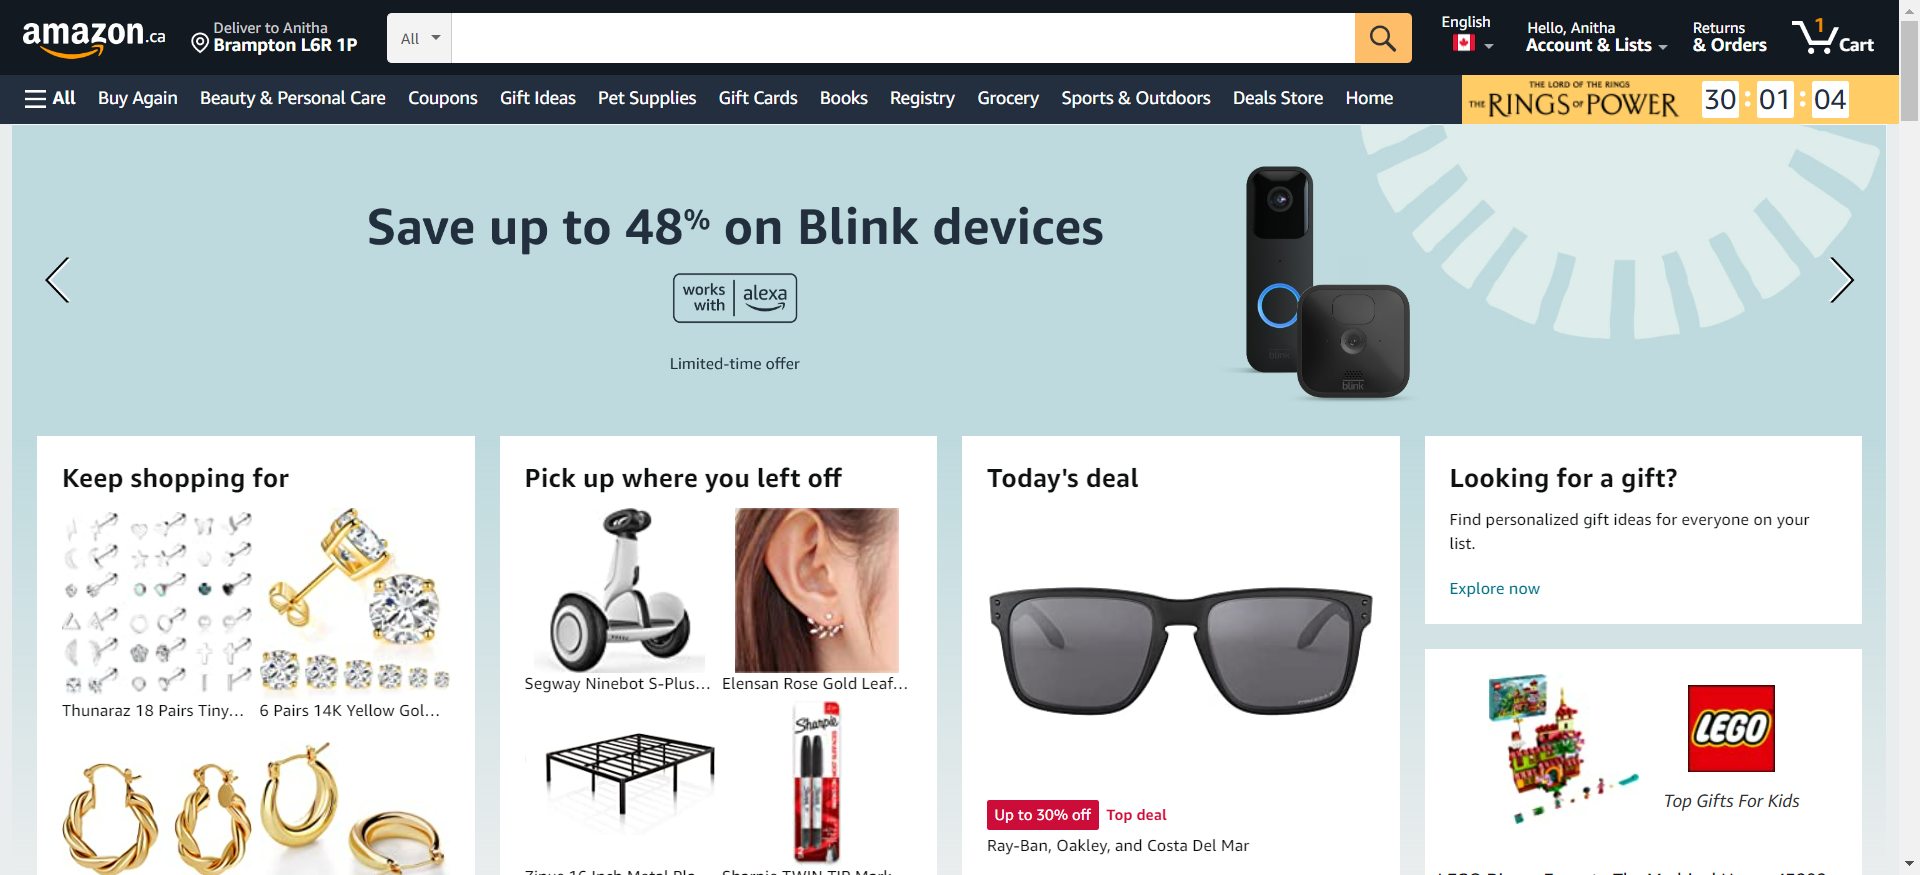 amazon.ca
Deliver to Anitha
Brampton L6R 1P
All
English
Hello, Anitha
Account & Lists
Returns
& Orders
1
Cart
All
Buy Again
Beauty & Personal Care
Coupons
Gift Ideas
Pet Supplies
Gift Cards
Books
Registry
Grocery
Sports & Outdoors
Deals Store
Home
THE LORD OF THE RINGS
THE RINGS OF POWER
30 : 01 : 04
Save up to 48% on Blink devices
works with alexa
Limited-time offer
blink
Keep shopping for
Thunaraz 18 Pairs Tiny...
6 Pairs 14K Yellow Gol...
Pick up where you left off
Segway Ninebot S-Plus...
Elensan Rose Gold Leaf...
Sharpie
Zinus 16 Inch Metal Pla...
Sharpie TWIN TIP Mark...
Today's deal
Up to 30% off
Top deal
Ray-Ban, Oakley, and Costa Del Mar
Looking for a gift?
Find personalized gift ideas for everyone on your
list.
Explore now
LEGO
Top Gifts For Kids